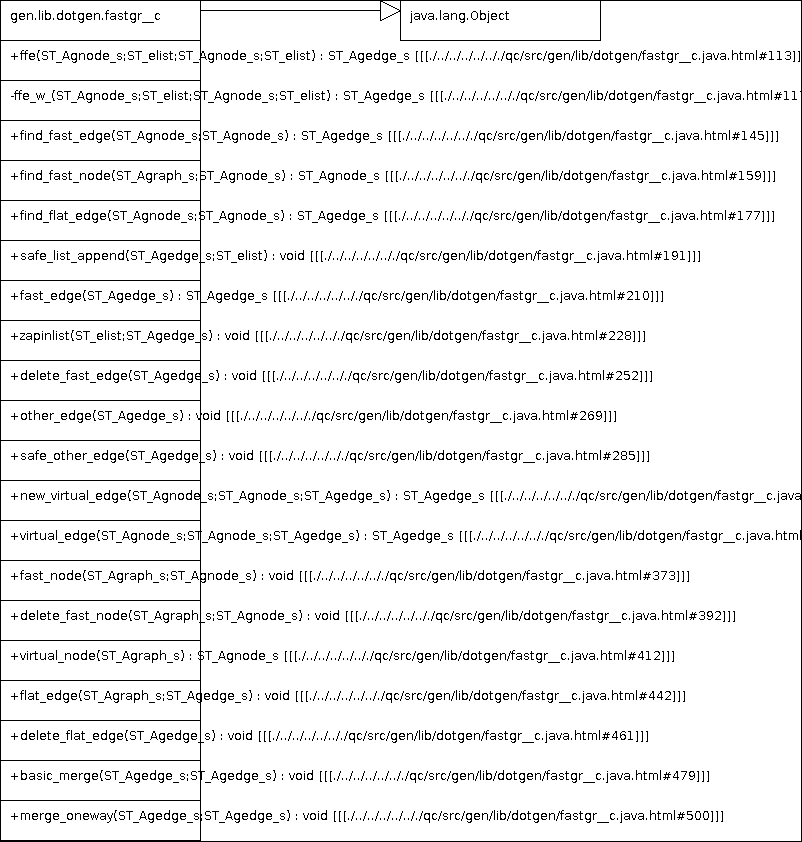 gen.lib.dotgen.fastgr__c
java.lang.Object
+ffe(ST_Agnode_s;ST_elist;ST_Agnode_s;ST_elist) : ST_Agedge_s [[[./../../../../../../qc/src/gen/lib/dotgen/fastgr__c.java.html#113]]
-ffe_w_(ST_Agnode_s;ST_elist;ST_Agnode_s;ST_elist) : ST_Agedge_s [[[./../../../../../../qc/src/gen/lib/dotgen/fastgr__c.java.html#11
+find_fast_edge(ST_Agnode_s;ST_Agnode_s) : ST_Agedge_s [[[./../../../../../../qc/src/gen/lib/dotgen/fastgr__c.java.html#145]]]
+find_fast_node(ST_Agraph_s;ST_Agnode_s) : ST_Agnode_s [[[./../../../../../../qc/src/gen/lib/dotgen/fastgr__c.java.html#159]]]
+find_flat_edge(ST_Agnode_s;ST_Agnode_s) : ST_Agedge_s [[[./../../../../../../qc/src/gen/lib/dotgen/fastgr__c.java.html#177]]]
+safe_list_append(ST_Agedge_s;ST_elist) : void [[[./../../../../../../qc/src/gen/lib/dotgen/fastgr__c.java.html#191]]]
+fast_edge(ST_Agedge_s) : ST_Agedge_s [[[./../../../../../../qc/src/gen/lib/dotgen/fastgr__c.java.html#210]]]
+zapinlist(ST_elist;ST_Agedge_s) : void [[[./../../../../../../qc/src/gen/lib/dotgen/fastgr__c.java.html#228]]]
+delete_fast_edge(ST_Agedge_s) : void [[[./../../../../../../qc/src/gen/lib/dotgen/fastgr__c.java.html#252]]]
+other_edge(ST_Agedge_s) : void [[[./../../../../../../qc/src/gen/lib/dotgen/fastgr__c.java.html#269]]]
+safe_other_edge(ST_Agedge_s) : void [[[./../../../../../../qc/src/gen/lib/dotgen/fastgr__c.java.html#285]]]
+new_virtual_edge(ST_Agnode_s;ST_Agnode_s;ST_Agedge_s) : ST_Agedge_s [[[./../../../../../../qc/src/gen/lib/dotgen/fastgr__c.java
+virtual_edge(ST_Agnode_s;ST_Agnode_s;ST_Agedge_s) : ST_Agedge_s [[[./../../../../../../qc/src/gen/lib/dotgen/fastgr__c.java.html
+fast_node(ST_Agraph_s;ST_Agnode_s) : void [[[./../../../../../../qc/src/gen/lib/dotgen/fastgr__c.java.html#373]]]
+delete_fast_node(ST_Agraph_s;ST_Agnode_s) : void [[[./../../../../../../qc/src/gen/lib/dotgen/fastgr__c.java.html#392]]]
+virtual_node(ST_Agraph_s) : ST_Agnode_s [[[./../../../../../../qc/src/gen/lib/dotgen/fastgr__c.java.html#412]]]
+flat_edge(ST_Agraph_s;ST_Agedge_s) : void [[[./../../../../../../qc/src/gen/lib/dotgen/fastgr__c.java.html#442]]]
+delete_flat_edge(ST_Agedge_s) : void [[[./../../../../../../qc/src/gen/lib/dotgen/fastgr__c.java.html#461]]]
+basic_merge(ST_Agedge_s;ST_Agedge_s) : void [[[./../../../../../../qc/src/gen/lib/dotgen/fastgr__c.java.html#479]]]
+merge_oneway(ST_Agedge_s;ST_Agedge_s) : void [[[./../../../../../../qc/src/gen/lib/dotgen/fastgr__c.java.html#500]]]